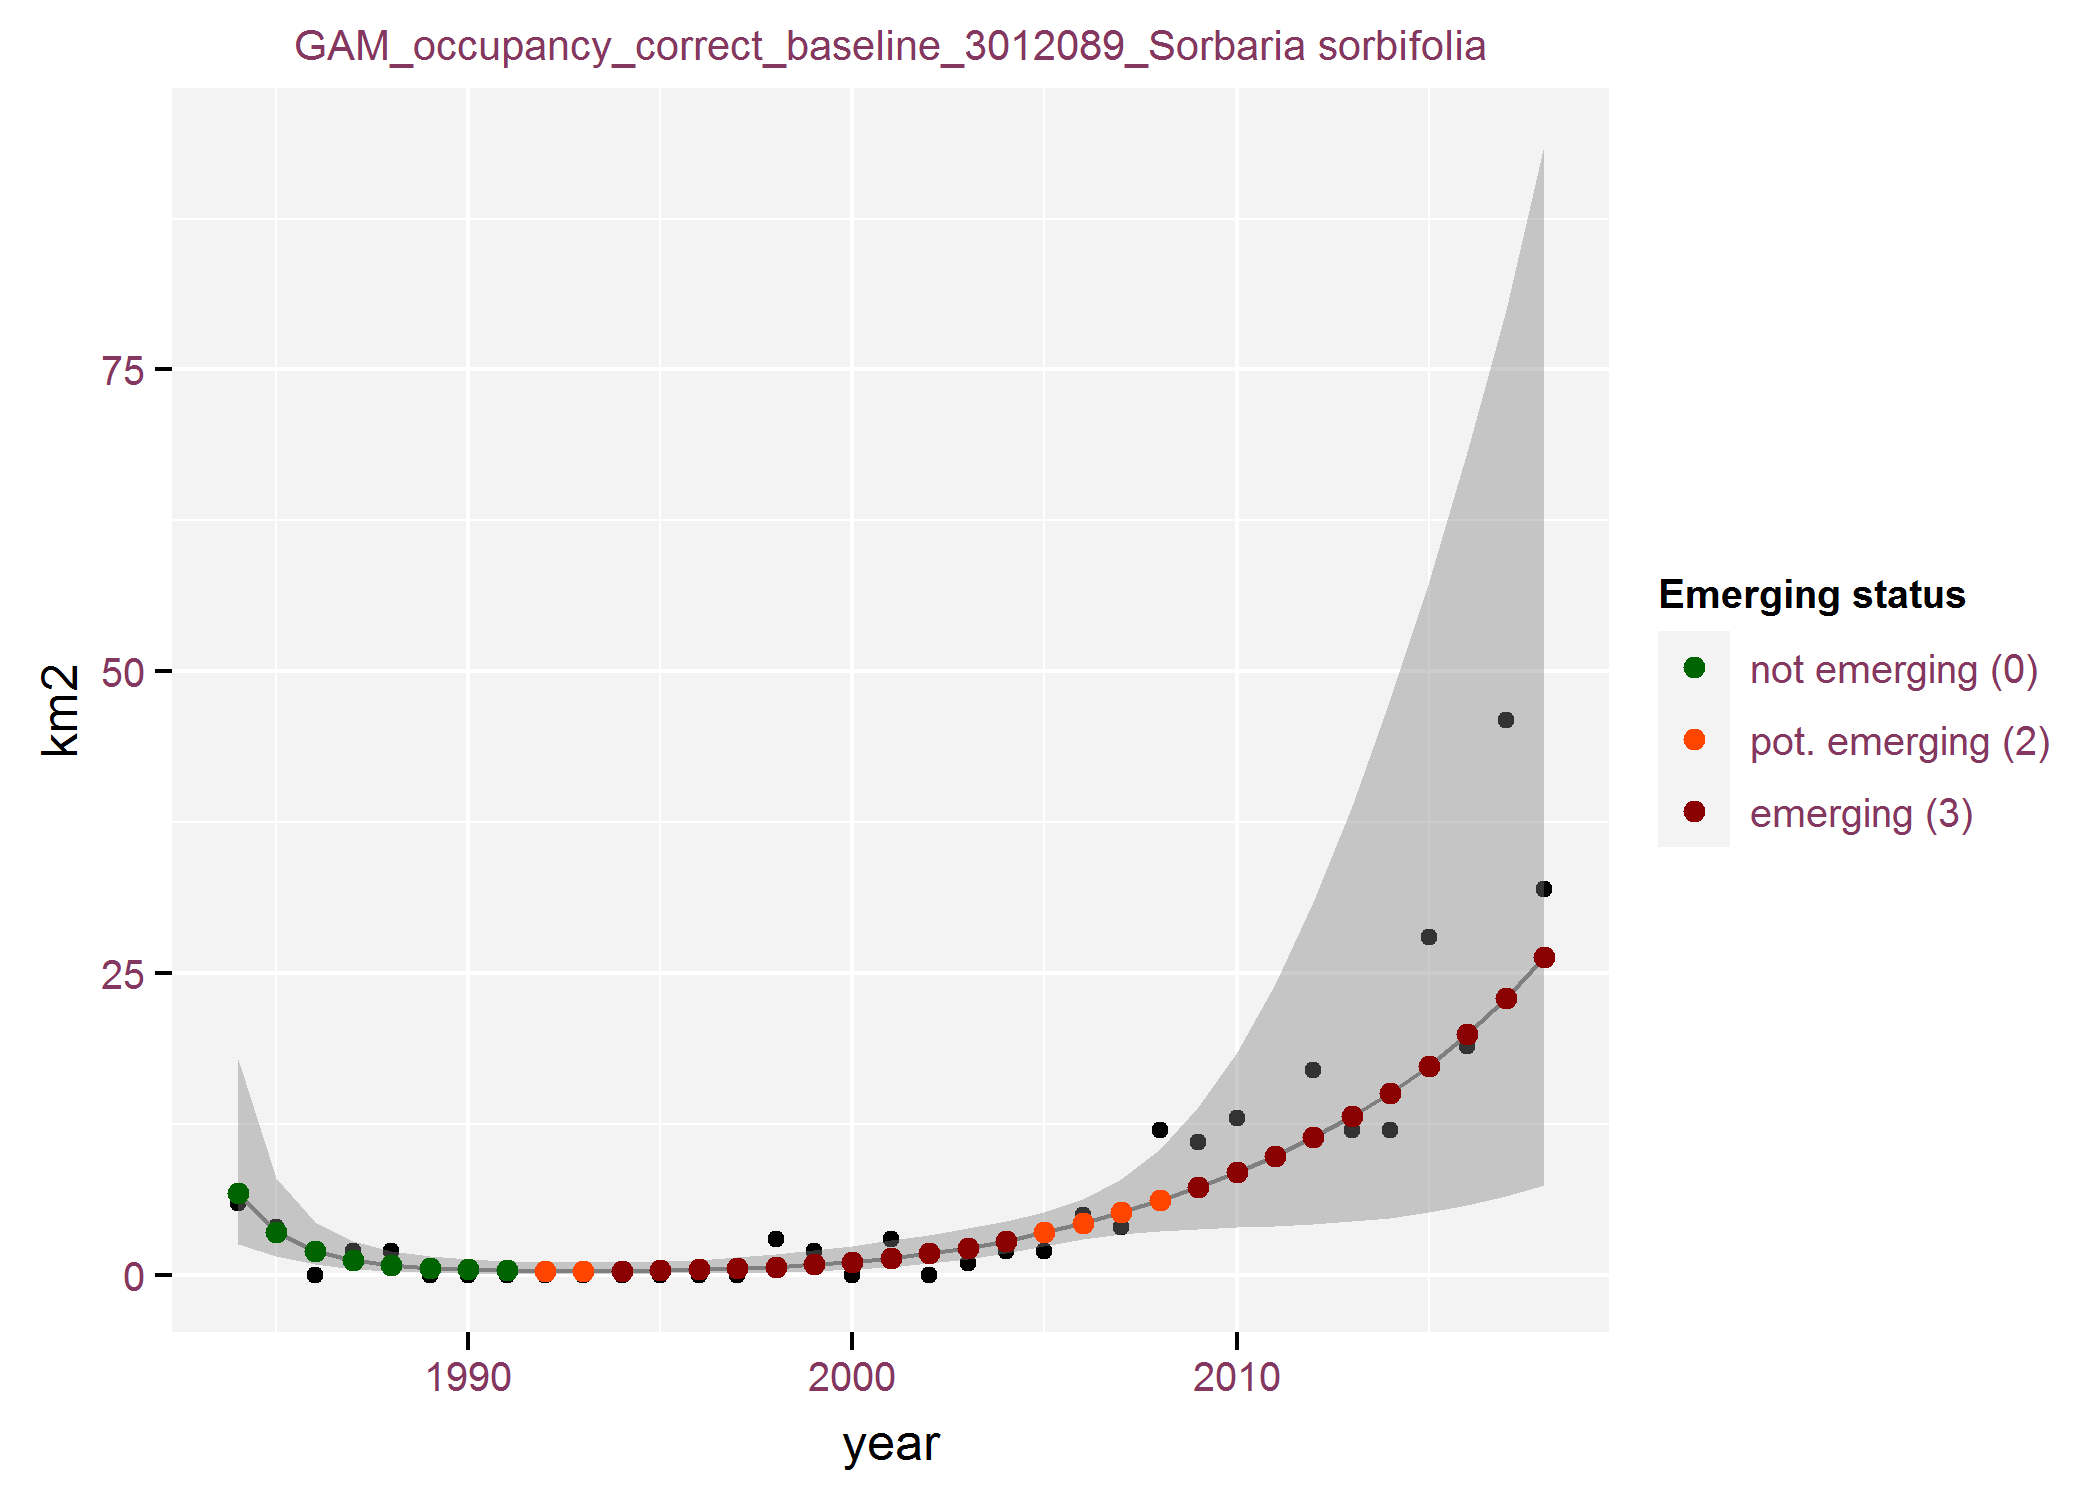 GAM_occupancy_correct_baseline_3012089_Sorbaria sorbifolia
75
50
25
0
km2
1990
2000
2010
year
Emerging status
not emerging (0)
pot. emerging (2)
emerging (3)